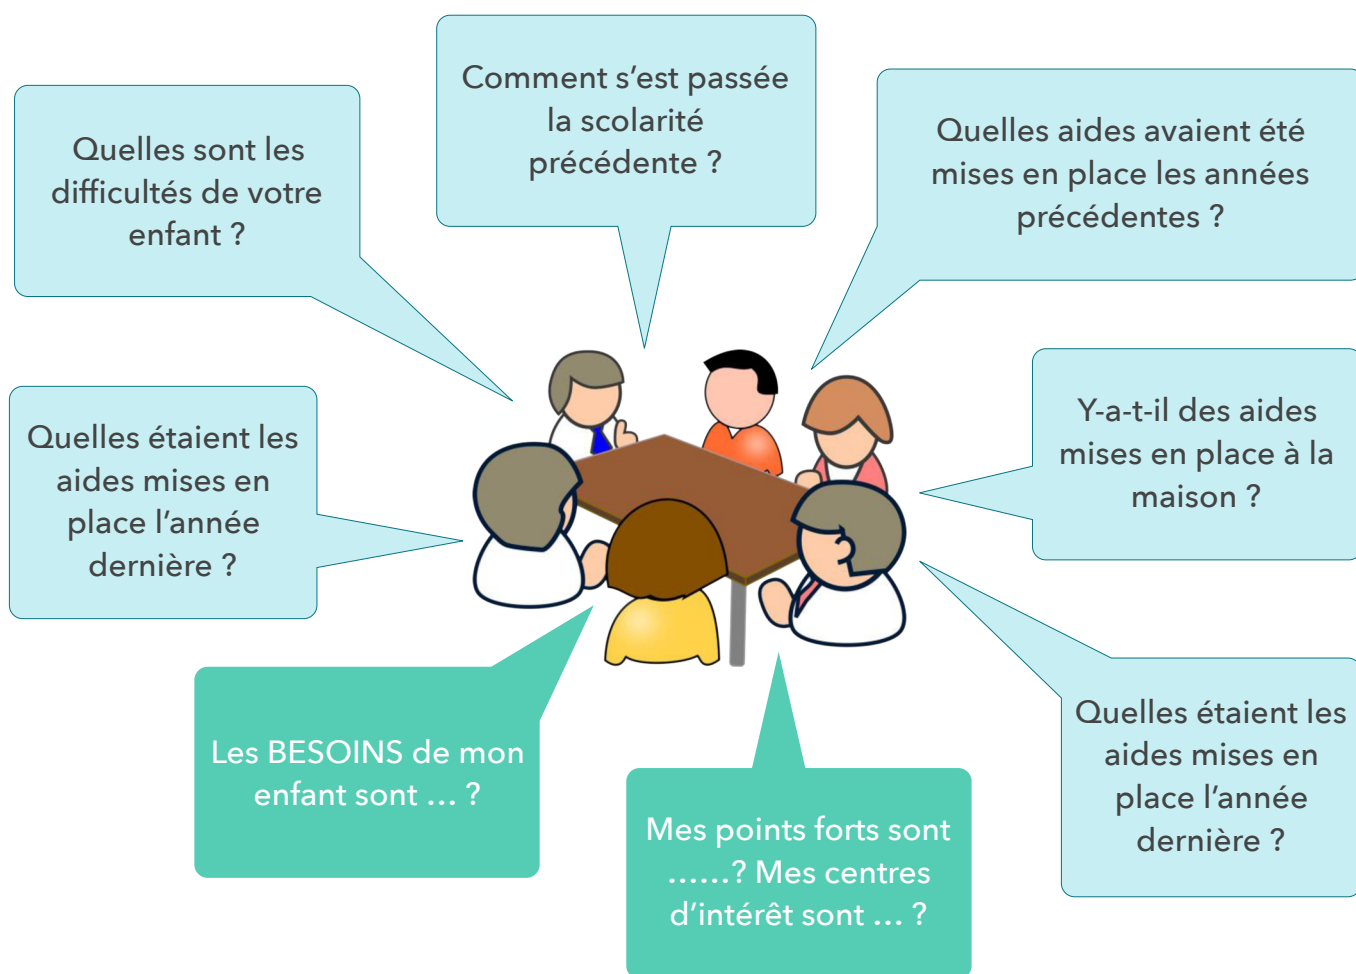 Quelles sont les
difficultés de votre
enfant ?
Comment s’est passée
la scolarité
précédente ?
Quelles aides avaient été
mises en place les années
précédentes ?
Quelles étaient les
aides mises en
place l’année
dernière ?
Y-a-t-il des aides
mises en place à la
maison ?
Les BESOINS de mon
enfant sont … ?
Mes points forts sont
……? Mes centres
d’intérêt sont … ?
Quelles étaient les
aides mises en
place l’année
dernière ?